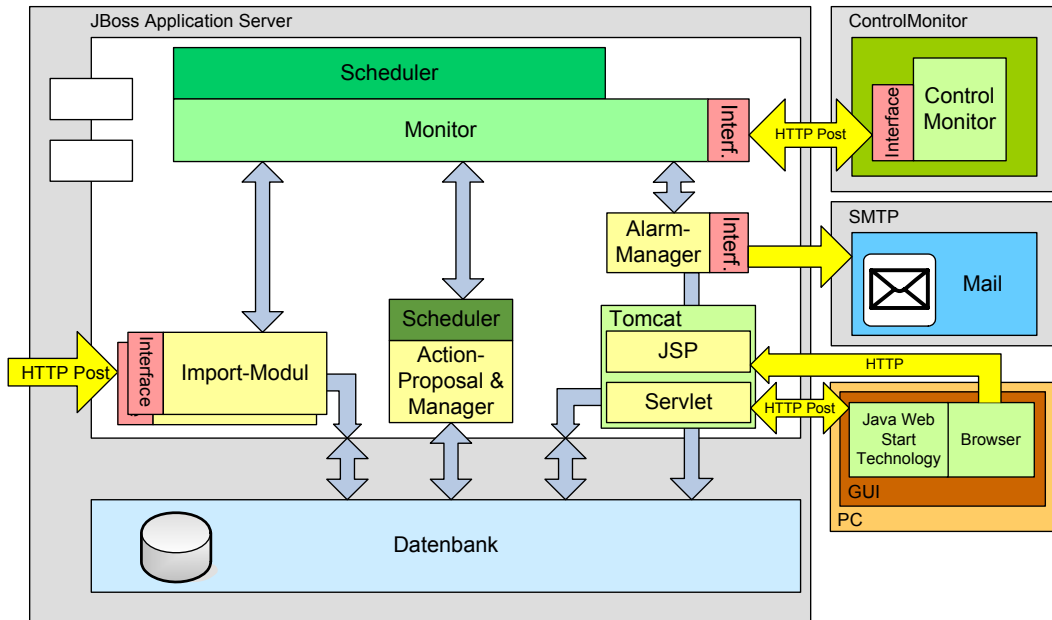 JBoss Application Server
Scheduler
Monitor
Interf.
HTTP Post
ControlMonitor
Interface
Control
Monitor
Alarm-
Manager
Interf.
SMTP
Mail
HTTP Post
Interface
Import-Modul
Scheduler
Action-
Proposal &
Manager
Tomcat
JSP
Servlet
HTTP
HTTP Post
Java Web
Start
Technology
Browser
GUI
PC
Datenbank